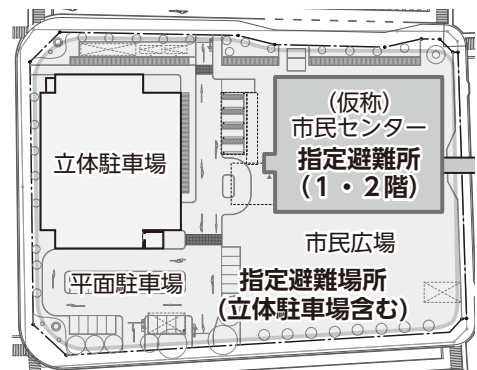 (仮称)
市民センター
指定避難所
(1・2階)
立体駐車場
市民広場
平面駐車場
指定避難場所
(立体駐車場含む)